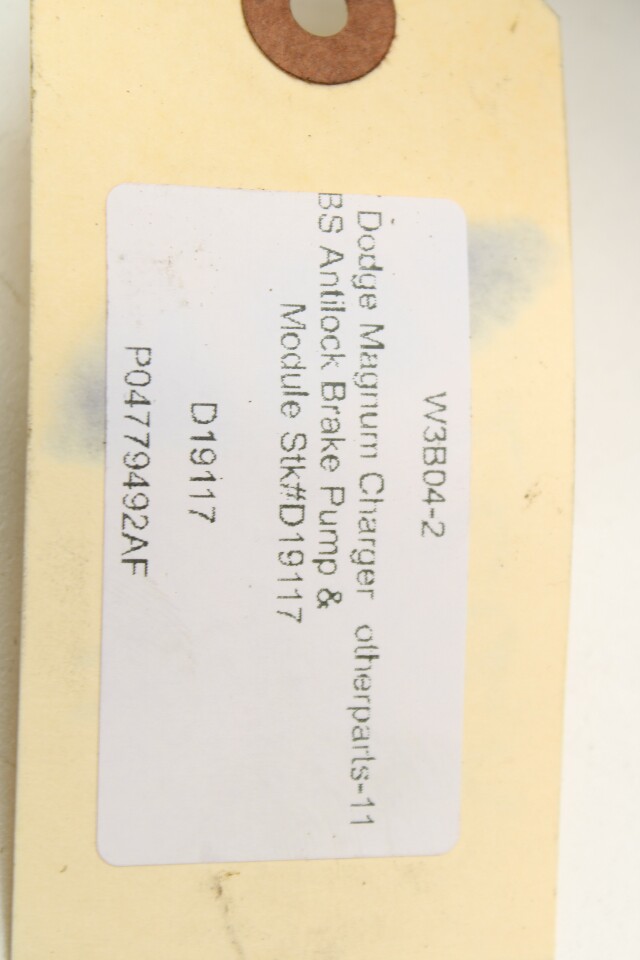 W3B04-2
Dodge Magnum Charger otherparts-11
BS Antilock Brake Pump &
Module Stk#D19117
D19117
P04779492AF